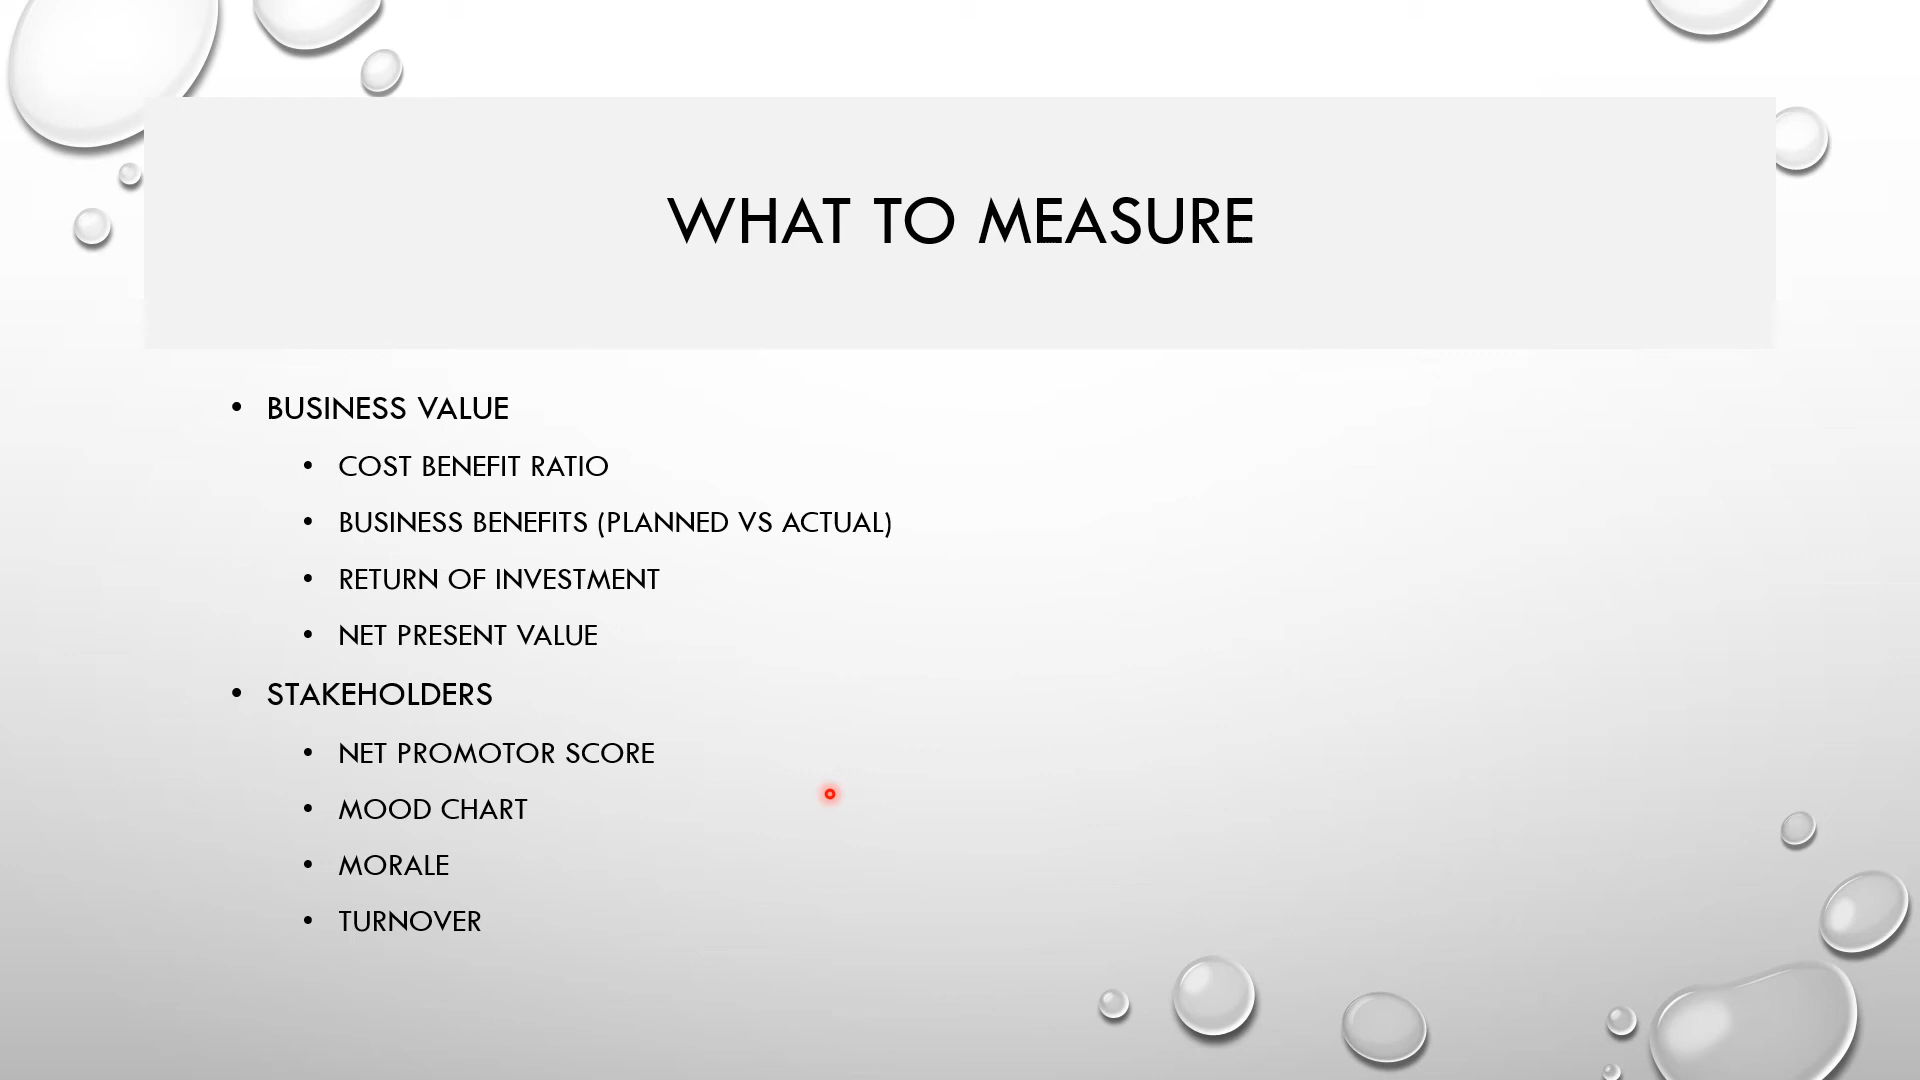 WHAT TO MEASURE
• BUSINESS VALUE
• COST BENEFIT RATIO
• BUSINESS BENEFITS (PLANNED VS ACTUAL)
• RETURN OF INVESTMENT
• NET PRESENT VALUE
• STAKEHOLDERS
• NET PROMOTOR SCORE
• MOOD CHART
• MORALE
• TURNOVER